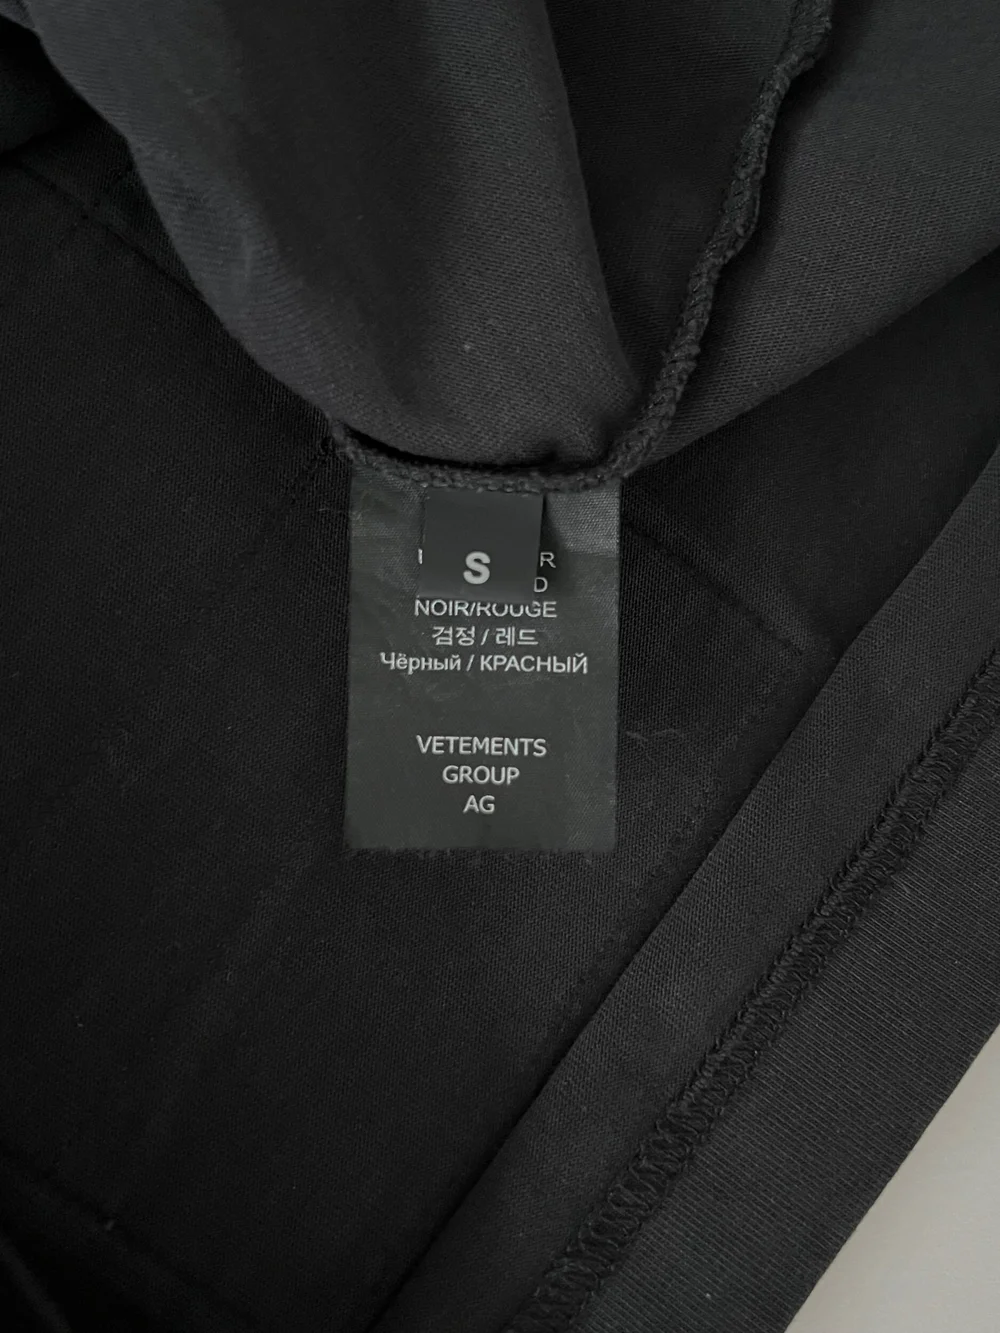 S
NOIR/ROUGE
검정 / 레드
Чёрный / КРАСНЫЙ
VETEMENTS
GROUP
AG